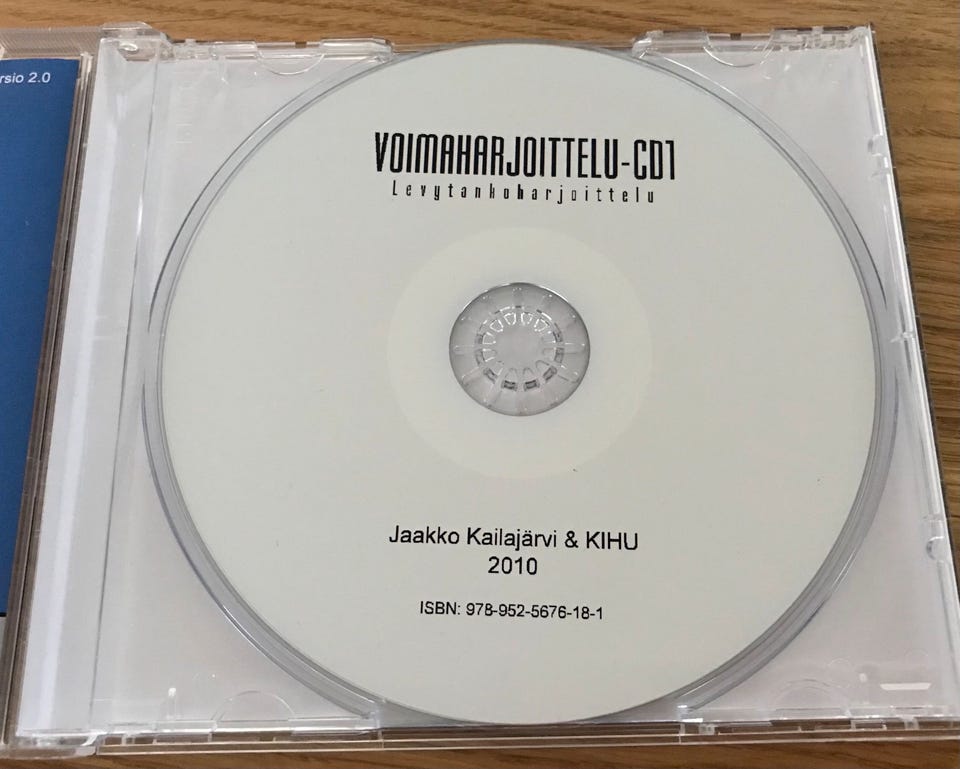 rsio 2.0
VOIMAHARJOITTELU-CD1
Levytankoharjoittelu
Jaakko Kailajärvi & KIHU
2010
ISBN: 978-952-5676-18-1